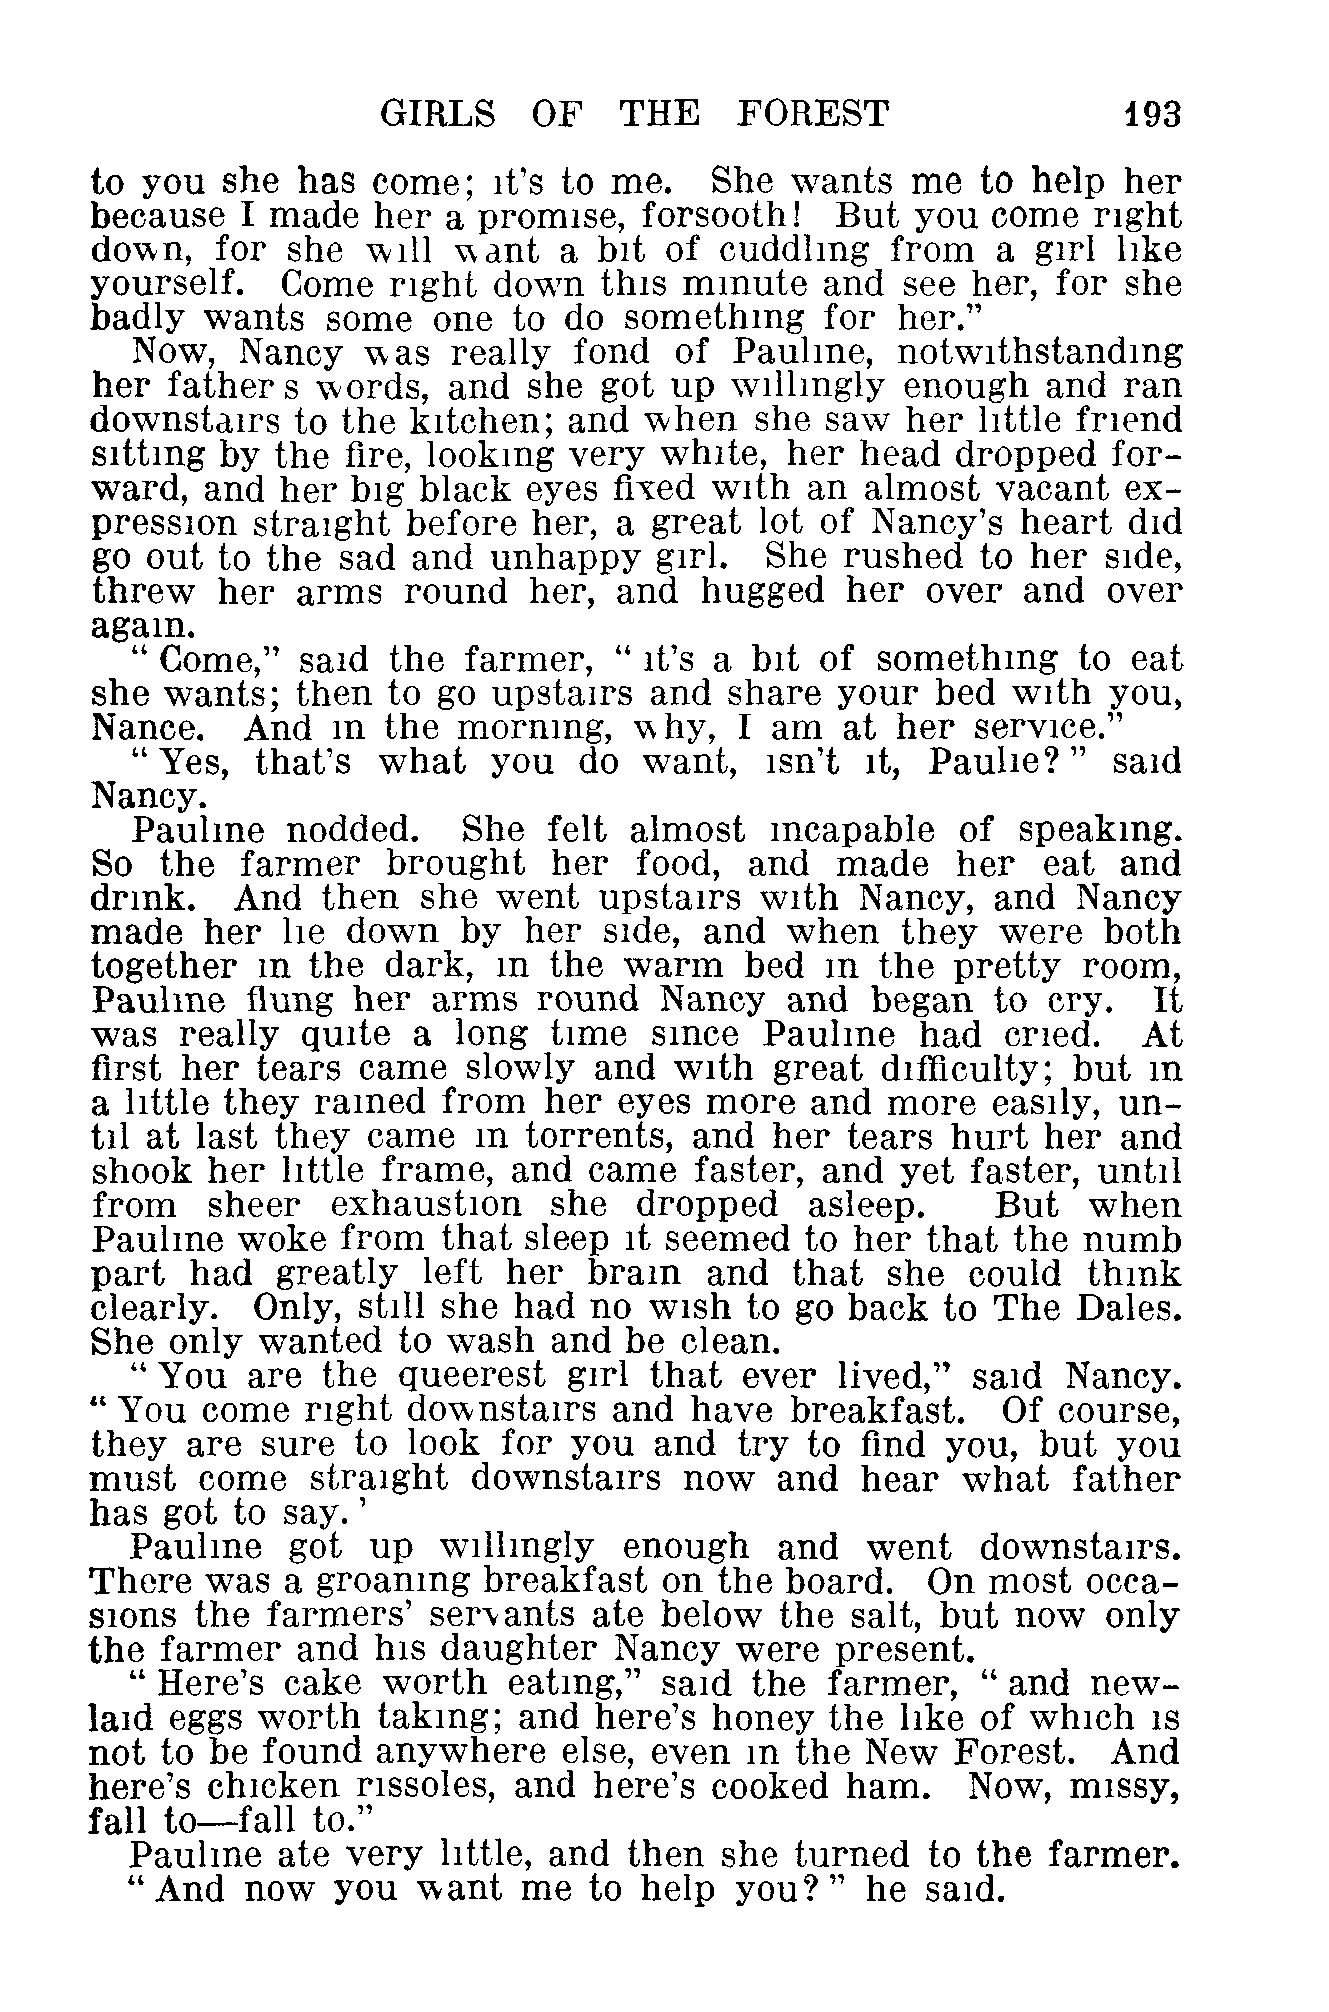 GIRLS OF THE FOREST 193
to you she has come; it's to me. She wants me to help her
because I made her a promise, forsooth! But you come right
down, for she will want a bit of cuddling from a girl like
yourself. Come right down this minute and see her, for she
badly wants some one to do something for her."
Now, Nancy was really fond of Pauline, notwithstanding
her father s words, and she got up willingly enough and ran
downstairs to the kitchen; and when she saw her little friend
sitting by the fire, looking very white, her head dropped for-
ward, and her big black eyes fixed with an almost vacant ex-
pression straight before her, a great lot of Nancy's heart did
go out to the sad and unhappy girl. She rushed to her side,
threw her arms round her, and hugged her over and over
again.
"Come," said the farmer, "it's a bit of something to eat
she wants; then to go upstairs and share your bed with you,
Nance. And in the morning, why, I am at her service."
"Yes, that's what you do want, isn't it, Paulie?" said
Nancy.
Pauline nodded. She felt almost incapable of speaking.
So the farmer brought her food, and made her eat and
drink. And then she went upstairs with Nancy, and Nancy
made her lie down by her side, and when they were both
together in the dark, in the warm bed in the pretty room,
Pauline flung her arms round Nancy and began to cry. It
was really quite a long time since Pauline had cried. At
first her tears came slowly and with great difficulty; but in
a little they rained from her eyes more and more easily, un-
til at last they came in torrents, and her tears hurt her and
shook her little frame, and came faster, and yet faster, until
from sheer exhaustion she dropped asleep. But when
Pauline woke from that sleep it seemed to her that the numb
part had greatly left her brain and that she could think
clearly. Only, still she had no wish to go back to The Dales.
She only wanted to wash and be clean.
"You are the queerest girl that ever lived," said Nancy.
"You come right downstairs and have breakfast. Of course,
they are sure to look for you and try to find you, but you
must come straight downstairs now and hear what father
has got to say.'
Pauline got up willingly enough and went downstairs.
There was a groaning breakfast on the board. On most occa-
sions the farmers' servants ate below the salt, but now only
the farmer and his daughter Nancy were present.
"Here's cake worth eating," said the farmer, "and new-
laid eggs worth taking; and here's honey the like of which is
not to be found anywhere else, even in the New Forest. And
here's chicken rissoles, and here's cooked ham. Now, missy,
fall to—fall to."
Pauline ate very little, and then she turned to the farmer.
"And now you want me to help you?" he said.